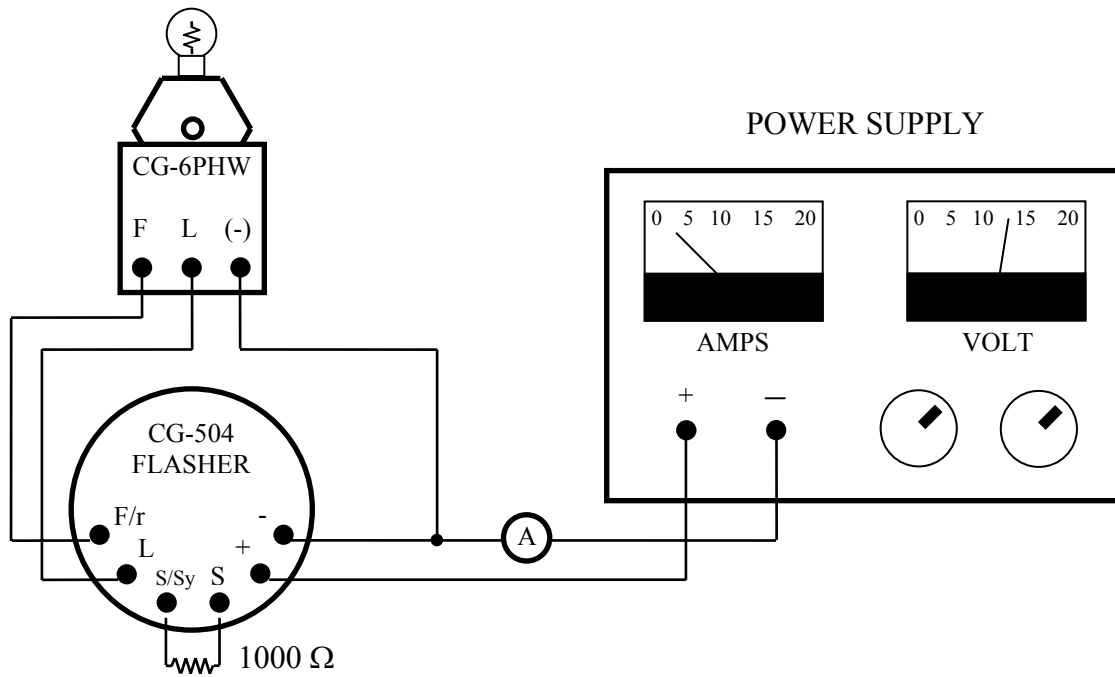 CG-6PHW
F L (-)
POWER SUPPLY
0 5 10 15 20
AMPS
0 5 10 15 20
VOLT
+ —
CG-504
FLASHER
F/r -
L +
S/Sy S
1000 Ω
A